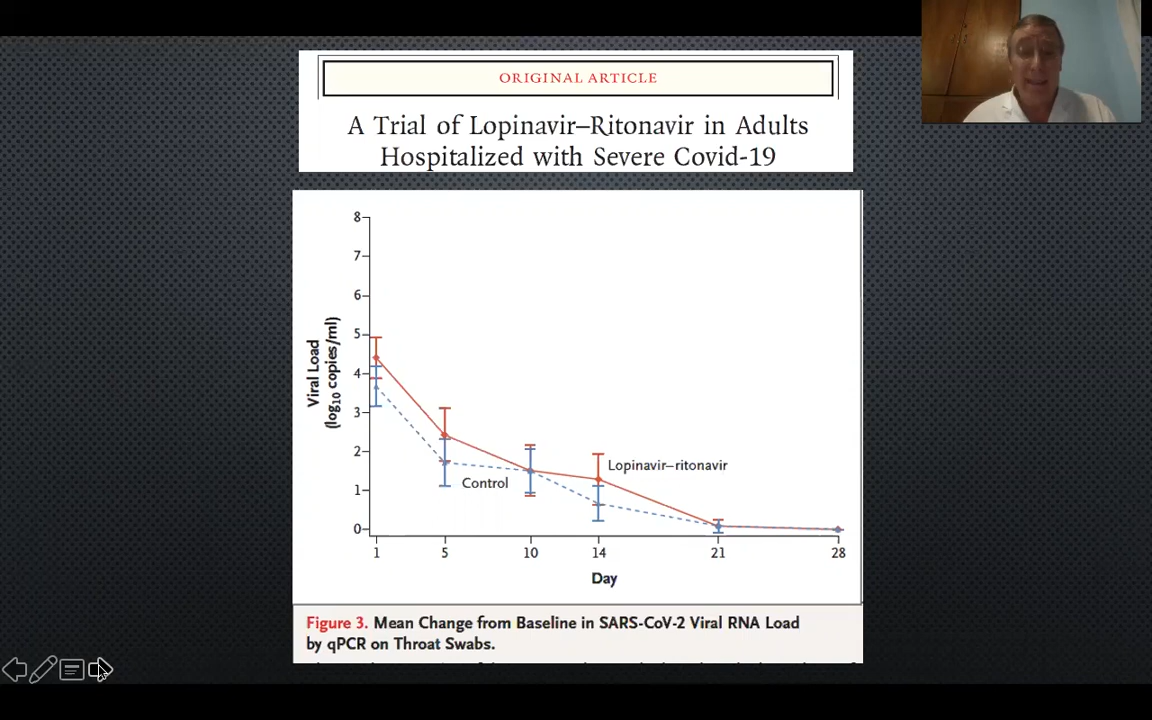 ORIGINAL ARTICLE
A Trial of Lopinavir–Ritonavir in Adults
Hospitalized with Severe Covid-19
8
7
6
5
4
3
2
1
0
Viral Load
(log10 copies/ml)
Lopinavir–ritonavir
Control
1 5 10 14 21 28
Day
Figure 3. Mean Change from Baseline in SARS-CoV-2 Viral RNA Load
by qPCR on Throat Swabs.